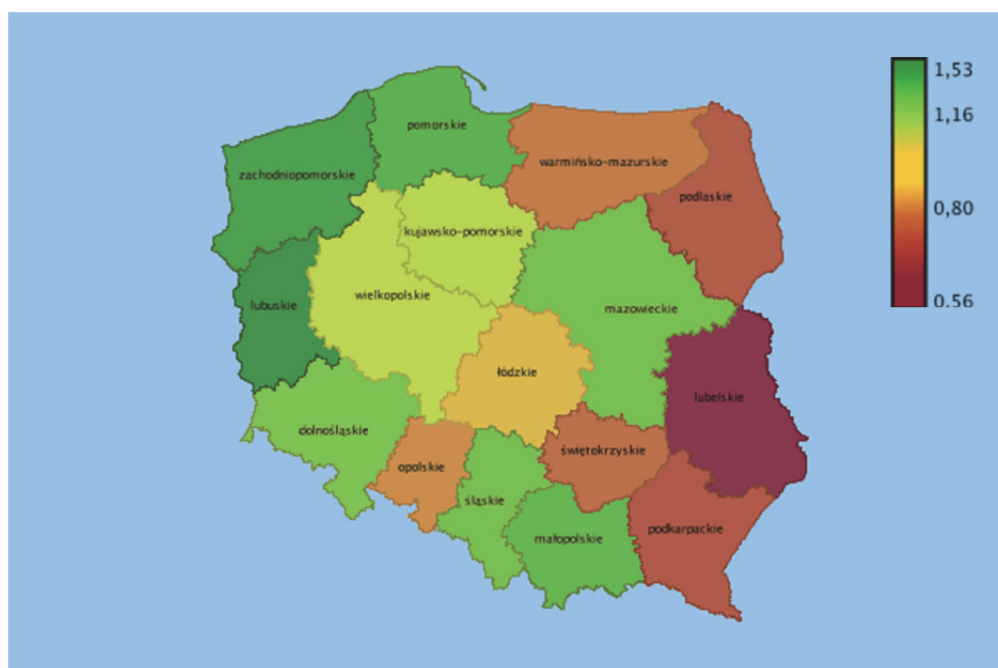 1,53
1,16
0,80
0.56
pomorskie
warmińsko-mazurskie
zachodniopomorskie
podlaskie
kujawsko-pomorskie
wielkopolskie
lubuskie
mazowieckie
łódzkie
lubelskie
dolnośląskie
świętokrzyskie
opolskie
śląskie
podkarpackie
małopolskie